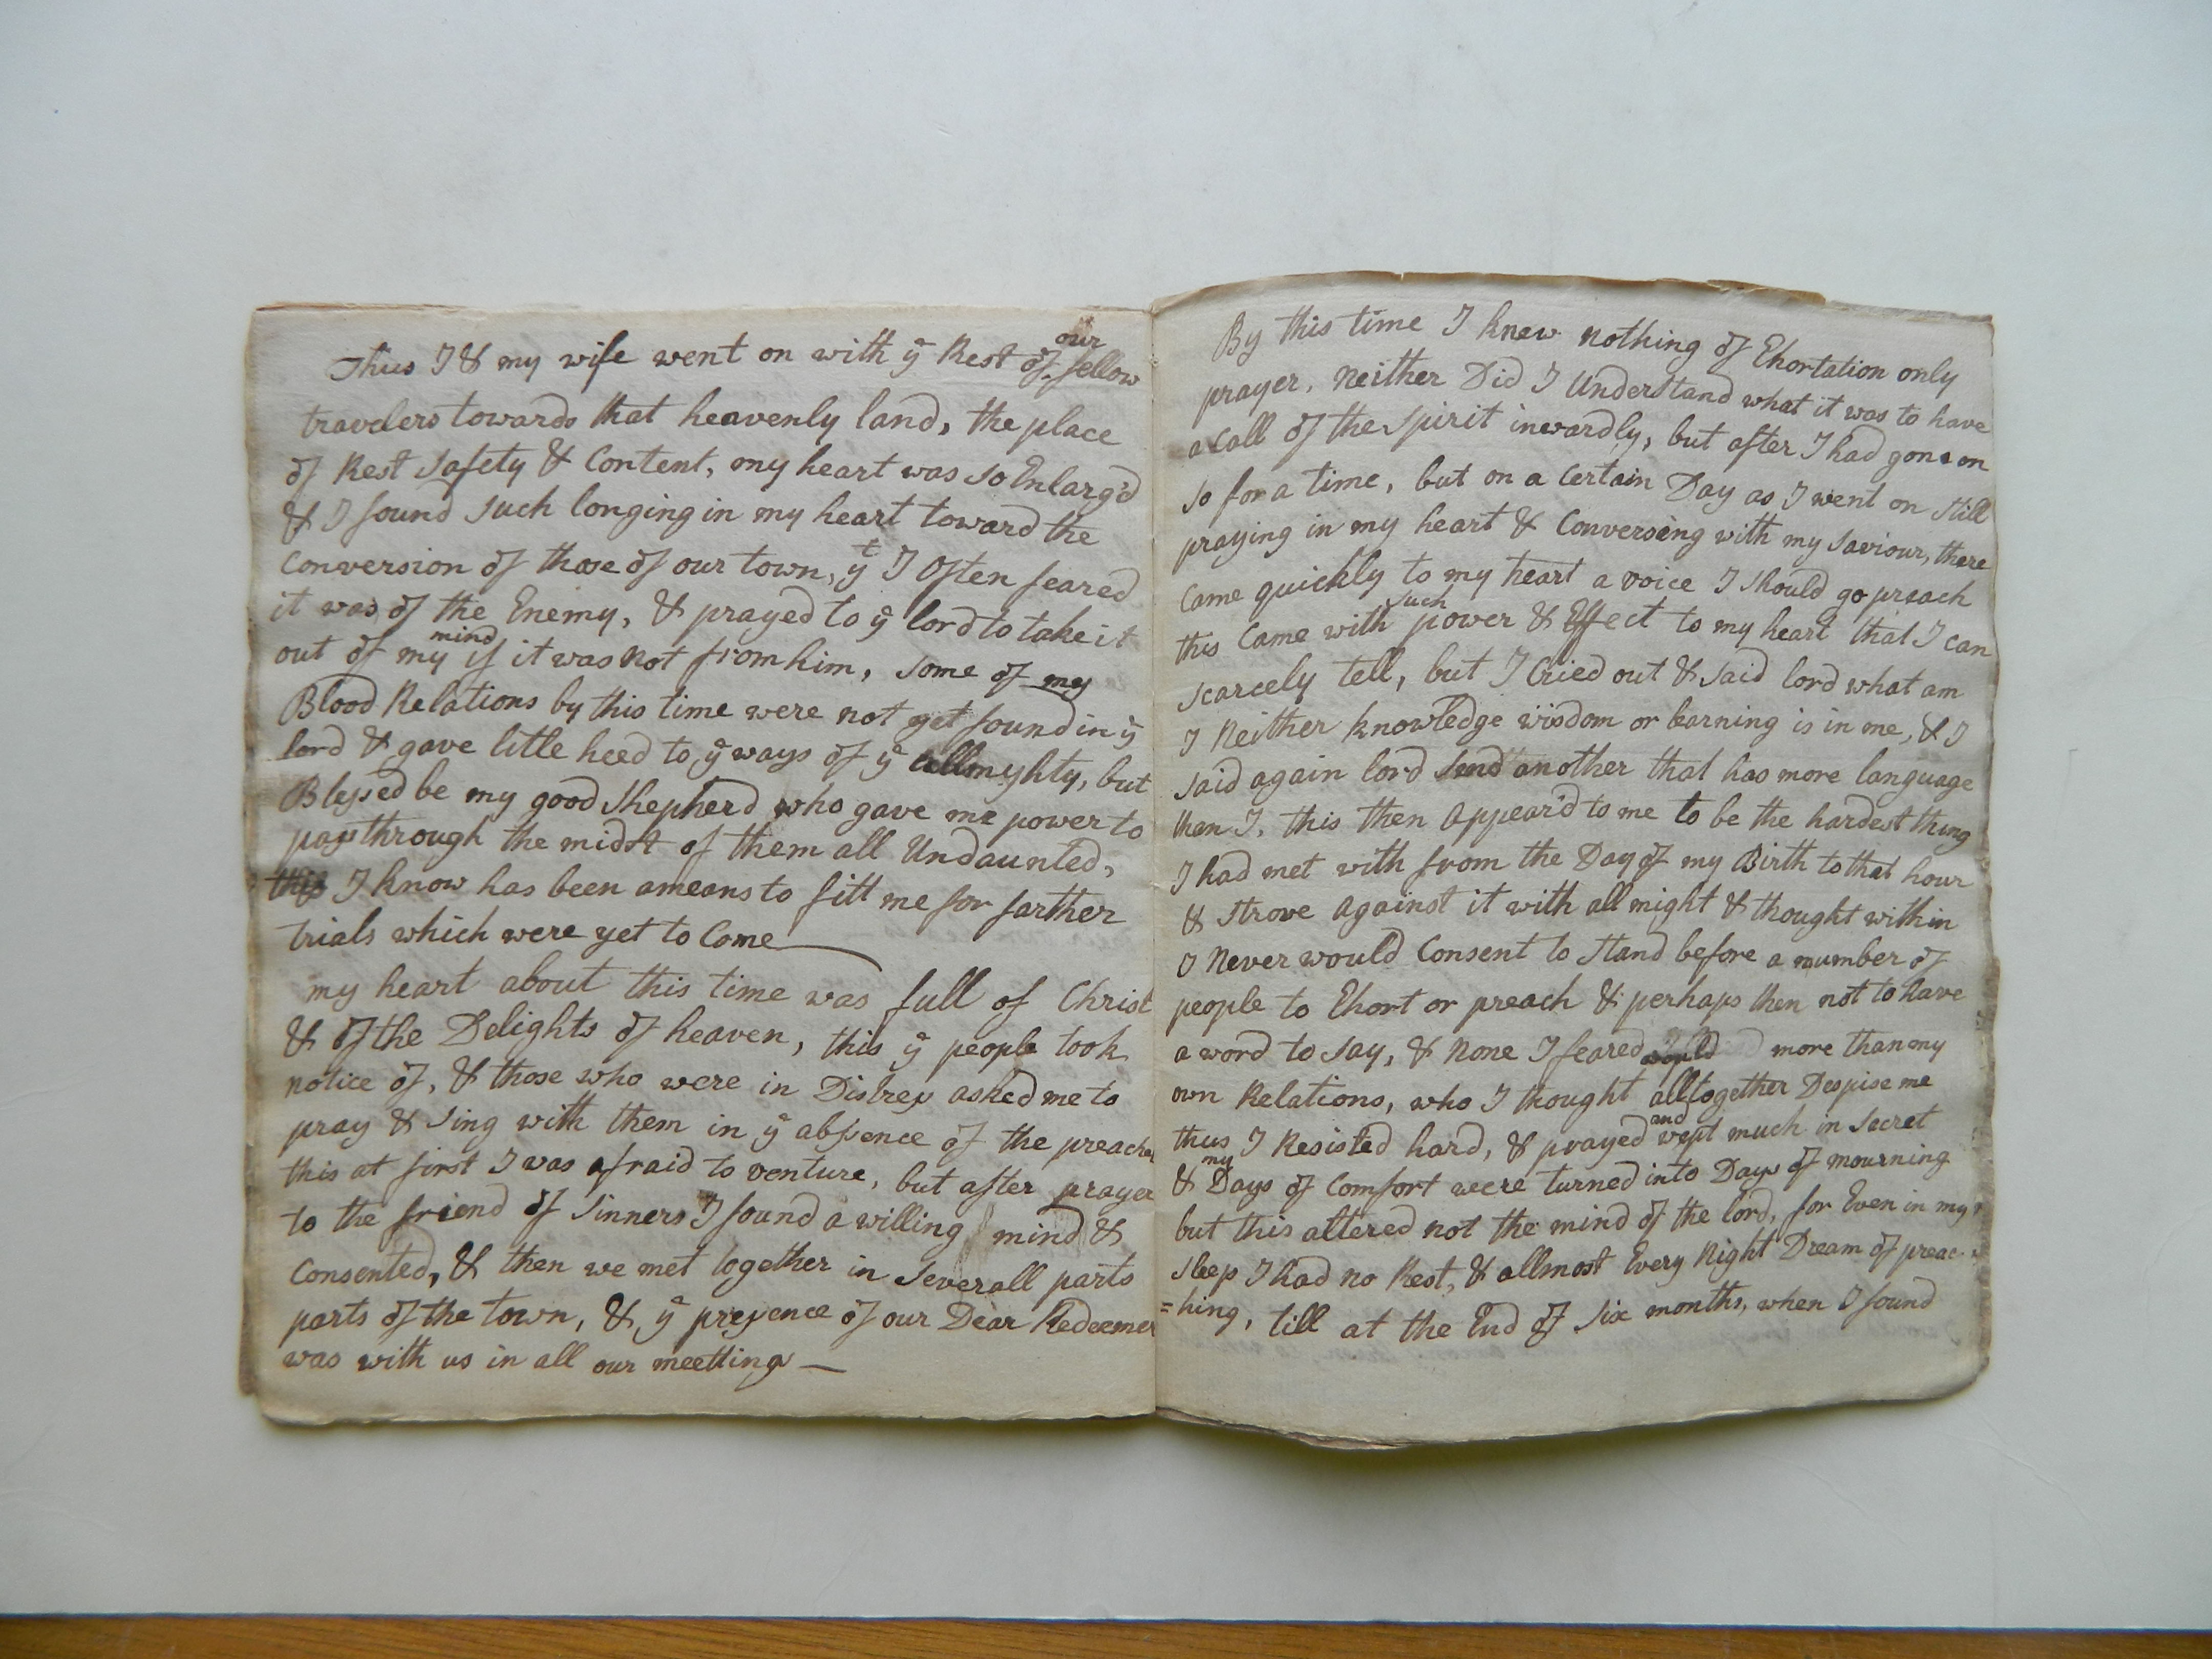 Thus I & my wife went on with ye Rest of our fellow
travelers towards that heavenly land, the place
of Rest Safety & Content, my heart was so Enlarg'd
& I found such longing in my heart toward the
Conversion of those of our town, yt I Often feared
it was of the Enemy, & prayed to ye lord to take it
out of my mind if it was not from him, some of my
Blood Relations by this time were not yet found in ye
lord & gave litle heed to ye ways of ye allmyhty, but
Blessed be my good Shepherd who gave me power to
pass through the midst of them all Undaunted,
this I know has been a means to fitt me for farther
trials which were yet to Come
my heart about this time was full of Christ
& of the Delights of heaven, this ye people took
notice of, & those who were in Distress asked me to
pray & Sing with them in ye absence of the preacher
this at first I was afraid to venture, but after prayer
to the friend of Sinners I found a willing mind &
Consented, & then we met together in Severall parts
parts of the town, & ye presence of our Dear Redeemer
was with us in all our meetings —
By this time I knew nothing of Ehortation only
prayer, neither Did I Understand what it was to have
a Call of the Spirit inwardly, but after I had gone on
so for a time, but on a Certain Day as I went on still
praying in my heart & Conversing with my Saviour, there
Came quickly to my heart a voice I should go preach
this Came with such power & Effect to my heart that I can
scarcely tell, but I Cried out & said lord what am
I Neither knowledge wisdom or learning is in me, & I
said again lord Send another that has more language
then I, this then Appear'd to me to be the hardest thing
I had met with from the Day of my Birth to that hour
& strove Against it with all might & thought within
I Never would Consent to stand before a number of
people to Ehort or preach & perhaps then not to have
a word to say, & none I feared more than my
own Relations, who I thought would alltogether Despise me
thus I Resisted hard, & prayed and wept much in secret
& my Days of Comfort were turned into Days of mourning
but this altered not the mind of the lord, for Even in my
sleep I had no Rest, & allmost Every Night Dream of preac
=hing, till at the End of six months, when I found